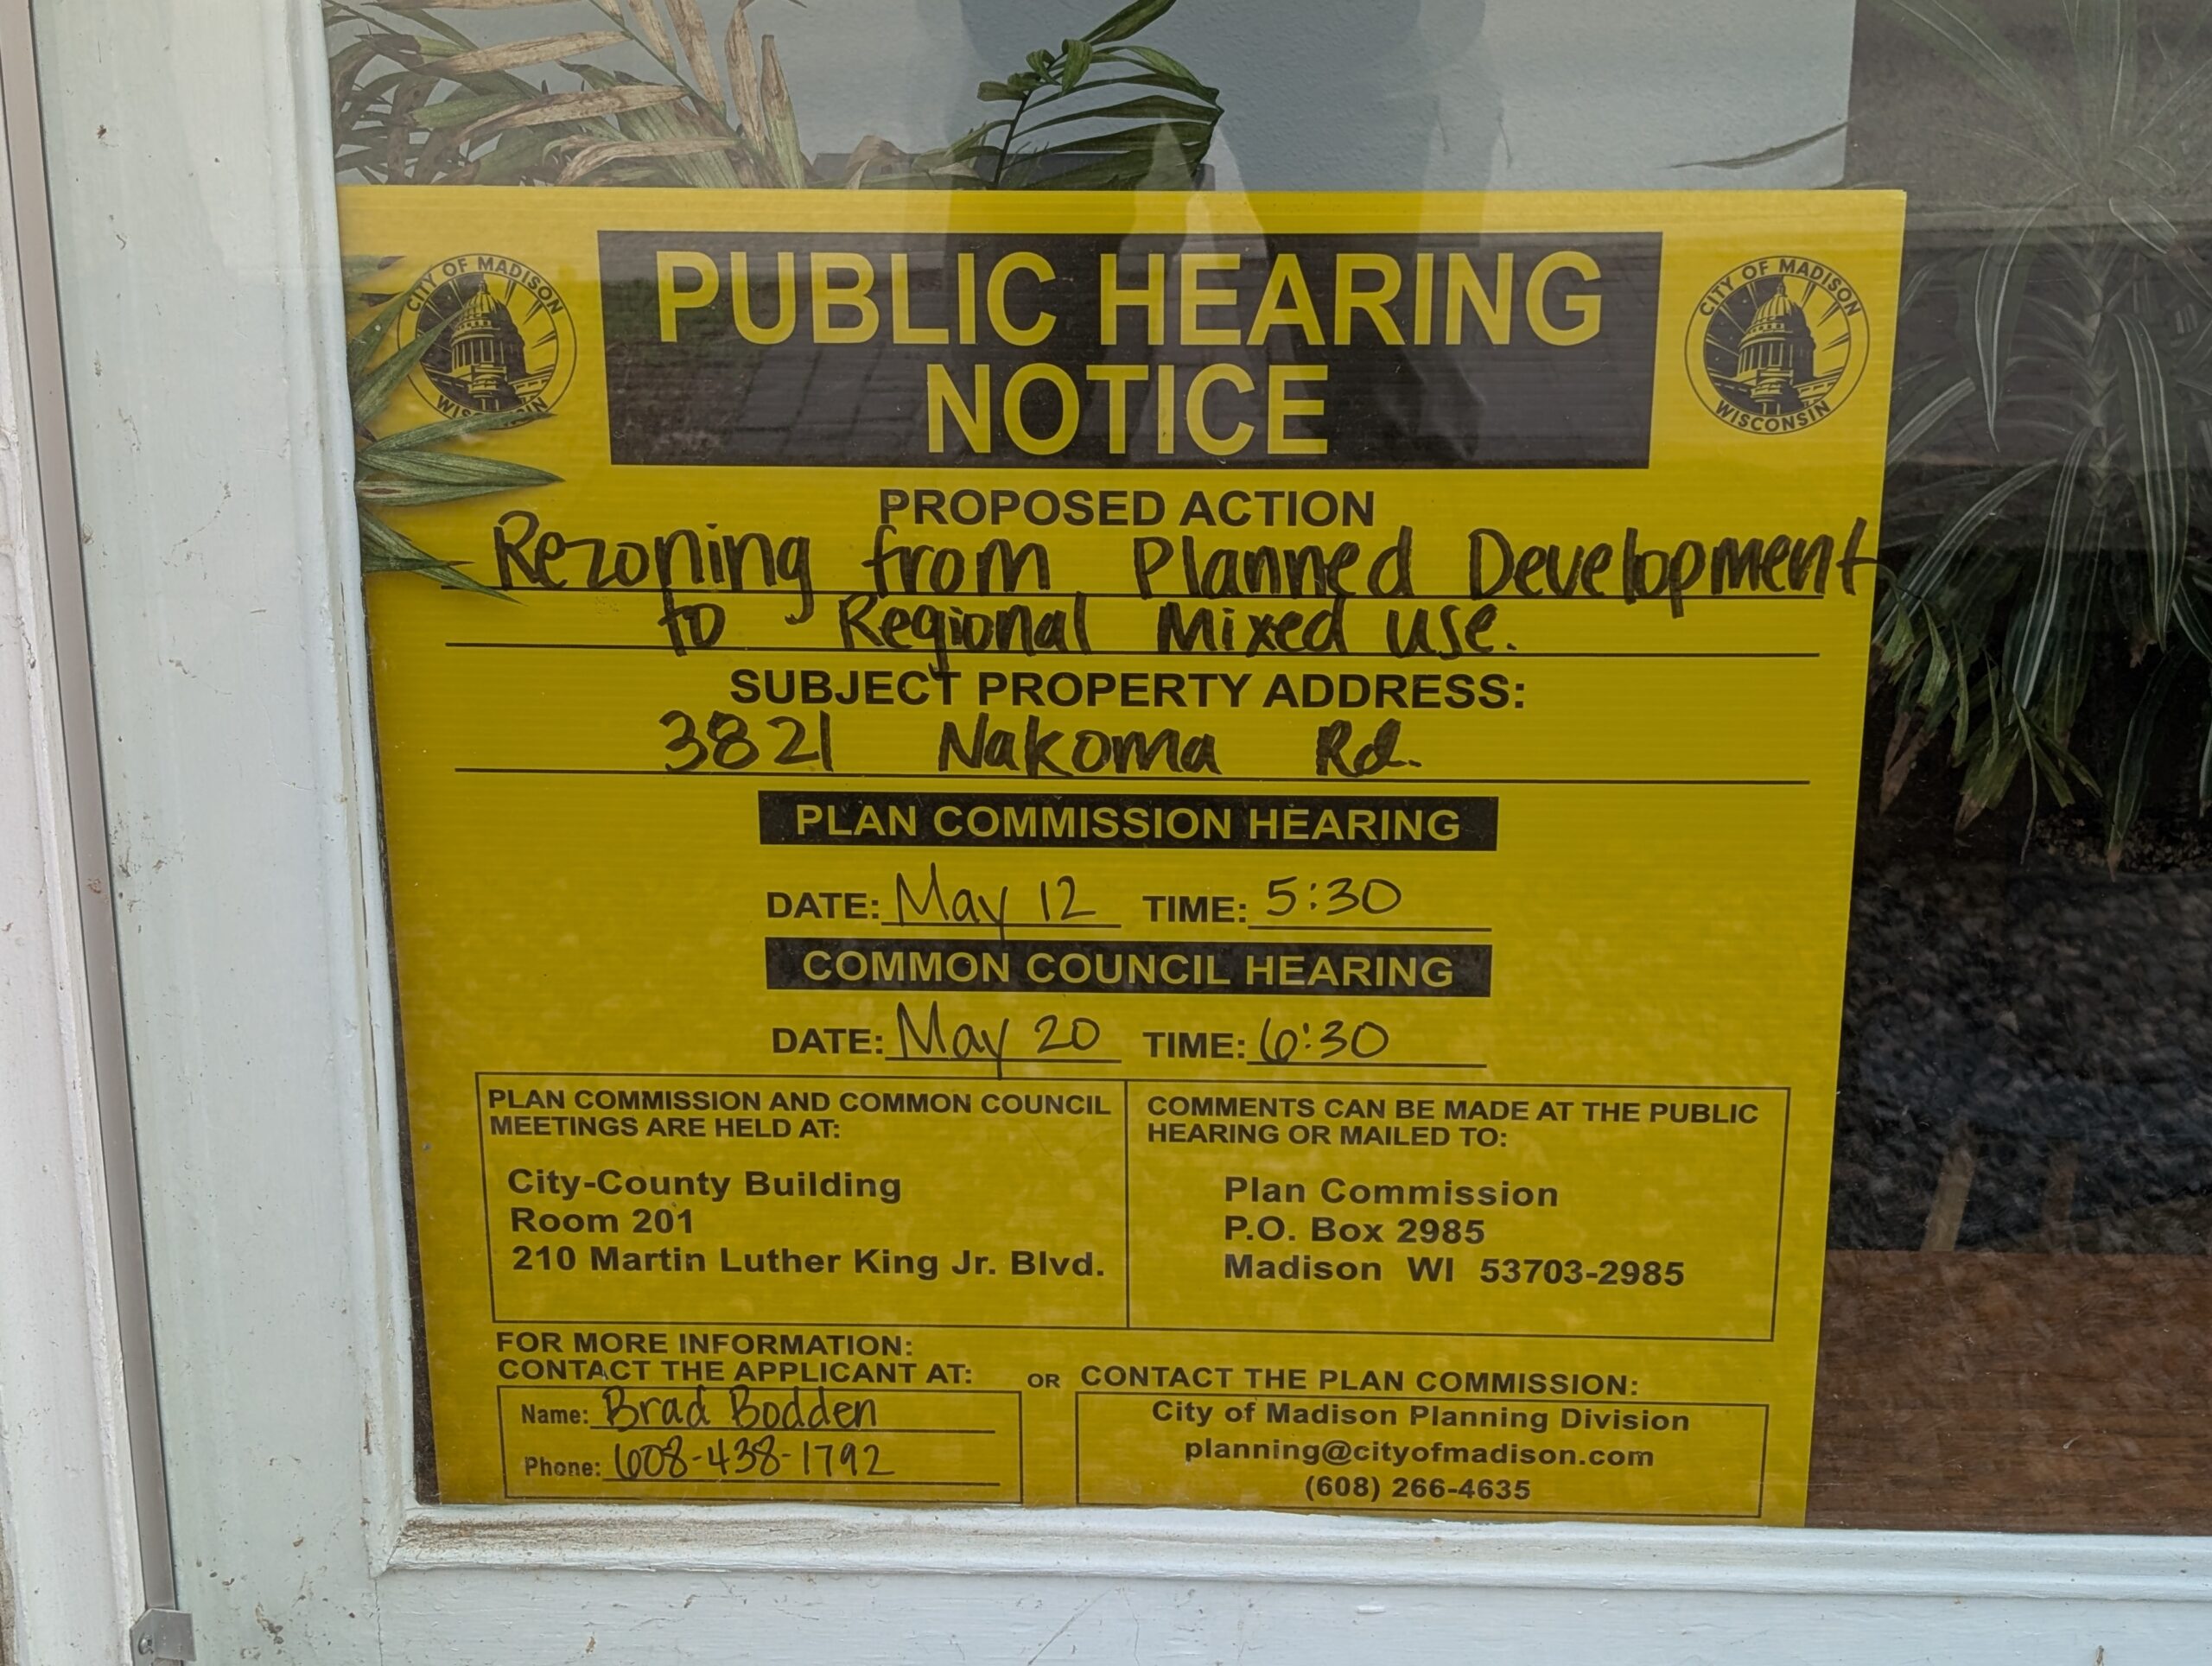 CITY OF MADISON
WISCONSIN
PUBLIC HEARING
NOTICE
CITY OF MADISON
WISCONSIN
PROPOSED ACTION
Rezoning from Planned Development
to Regional Mixed use.
SUBJECT PROPERTY ADDRESS:
3821 Nakoma Rd.
PLAN COMMISSION HEARING
DATE: May 12 TIME: 5:30
COMMON COUNCIL HEARING
DATE: May 20 TIME: 6:30
PLAN COMMISSION AND COMMON COUNCIL
MEETINGS ARE HELD AT:
City-County Building
Room 201
210 Martin Luther King Jr. Blvd.
COMMENTS CAN BE MADE AT THE PUBLIC
HEARING OR MAILED TO:
Plan Commission
P.O. Box 2985
Madison WI 53703-2985
FOR MORE INFORMATION:
CONTACT THE APPLICANT AT:
Name: Brad Bodden
Phone: 608-438-1792
OR CONTACT THE PLAN COMMISSION:
City of Madison Planning Division
planning@cityofmadison.com
(608) 266-4635